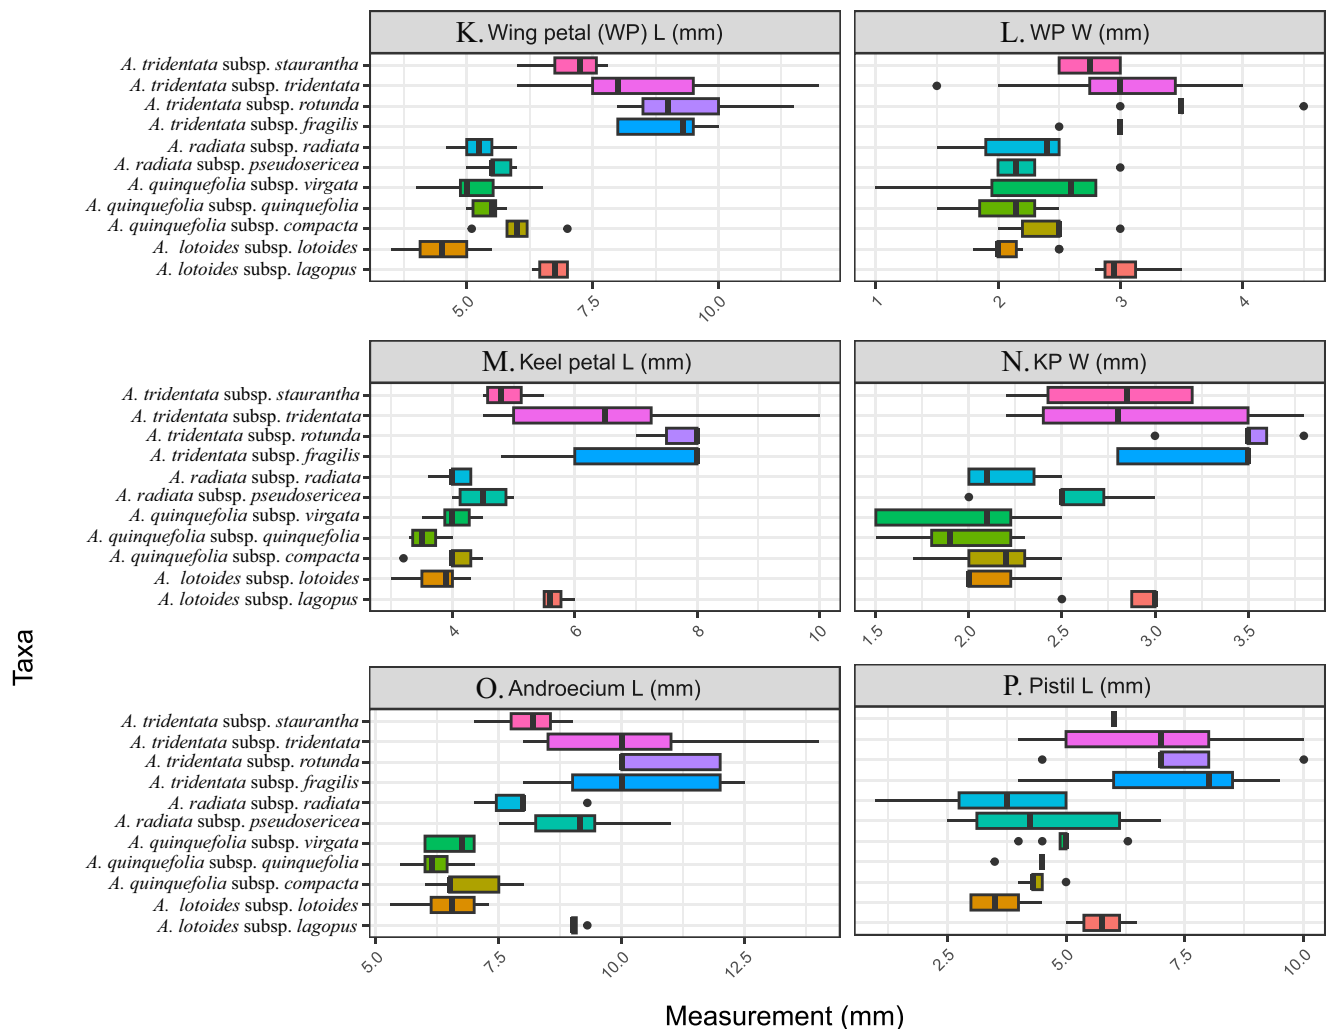 K. Wing petal (WP) L (mm)
L. WP W (mm)
A. tridentata subsp. staurantha
A. tridentata subsp. tridentata
A. tridentata subsp. rotunda
A. tridentata subsp. fragilis
A. radiata subsp. radiata
A. radiata subsp. pseudosericea
A. quinquefolia subsp. virgata
A. quinquefolia subsp. quinquefolia
A. quinquefolia subsp. compacta
A. lotoides subsp. lotoides
A. lotoides subsp. lagopus
5.0 7.5 10.0
1 2 3 4
M. Keel petal L (mm)
N. KP W (mm)
A. tridentata subsp. staurantha
A. tridentata subsp. tridentata
A. tridentata subsp. rotunda
A. tridentata subsp. fragilis
A. radiata subsp. radiata
A. radiata subsp. pseudosericea
A. quinquefolia subsp. virgata
A. quinquefolia subsp. quinquefolia
A. quinquefolia subsp. compacta
A. lotoides subsp. lotoides
A. lotoides subsp. lagopus
4 6 8 10
1.5 2.0 2.5 3.0 3.5
Taxa
O. Androecium L (mm)
P. Pistil L (mm)
A. tridentata subsp. staurantha
A. tridentata subsp. tridentata
A. tridentata subsp. rotunda
A. tridentata subsp. fragilis
A. radiata subsp. radiata
A. radiata subsp. pseudosericea
A. quinquefolia subsp. virgata
A. quinquefolia subsp. quinquefolia
A. quinquefolia subsp. compacta
A. lotoides subsp. lotoides
A. lotoides subsp. lagopus
5.0 7.5 10.0 12.5
2.5 5.0 7.5 10.0
Measurement (mm)